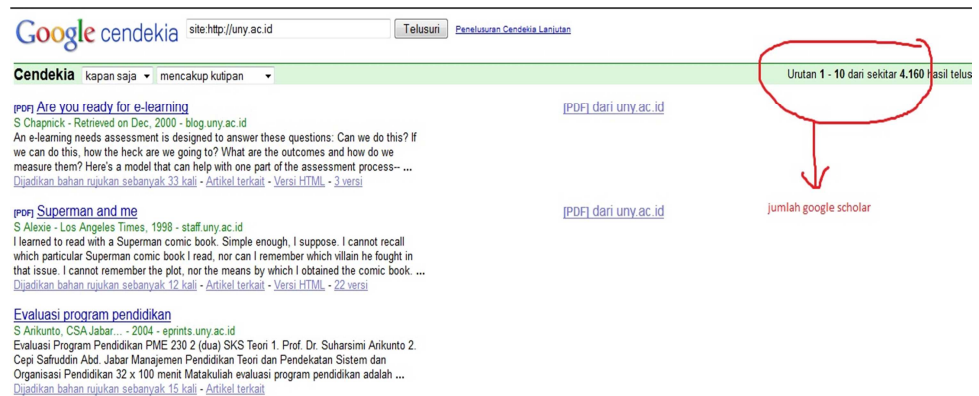 Google cendekia site:http://uny.ac.id Telusuri Penelusuran Cendekia Lanjutan
Cendekia kapan saja mencakup kutipan Urutan 1 - 10 dari sekitar 4.160 hasil telus
[PDF] Are you ready for e-learning [PDF] dari uny.ac.id
S Chapnick - Retrieved on Dec, 2000 - blog.uny.ac.id
An e-learning needs assessment is designed to answer these questions: Can we do this? If
we can do this, how the heck are we going to? What are the outcomes and how do we
measure them? Here's a model that can help with one part of the assessment process-- ...
Dijadikan bahan rujukan sebanyak 33 kali - Artikel terkait - Versi HTML - 3 versi
[PDF] Superman and me [PDF] dari uny.ac.id
jumlah google scholar
S Alexie - Los Angeles Times, 1998 - staff.uny.ac.id
I learned to read with a Superman comic book. Simple enough, I suppose. I cannot recall
which particular Superman comic book I read, nor can I remember which villain he fought in
that issue. I cannot remember the plot, nor the means by which I obtained the comic book. ...
Dijadikan bahan rujukan sebanyak 12 kali - Artikel terkait - Versi HTML - 22 versi
Evaluasi program pendidikan
S Arikunto, CSA Jabar... - 2004 - eprints.uny.ac.id
Evaluasi Program Pendidikan PME 230 2 (dua) SKS Teori 1. Prof. Dr. Suharsimi Arikunto 2.
Cepi Safruddin Abd. Jabar Manajemen Pendidikan Teori dan Pendekatan Sistem dan
Organisasi Pendidikan 32 x 100 menit Matakuliah evaluasi program pendidikan adalah ...
Dijadikan bahan rujukan sebanyak 15 kali - Artikel terkait